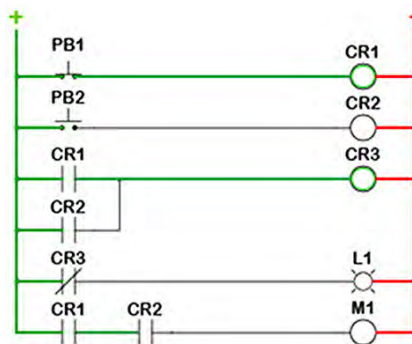 + +
PB1 CR1
PB2 CR2
CR1 CR3
CR2
CR3 L1
CR1 CR2 M1